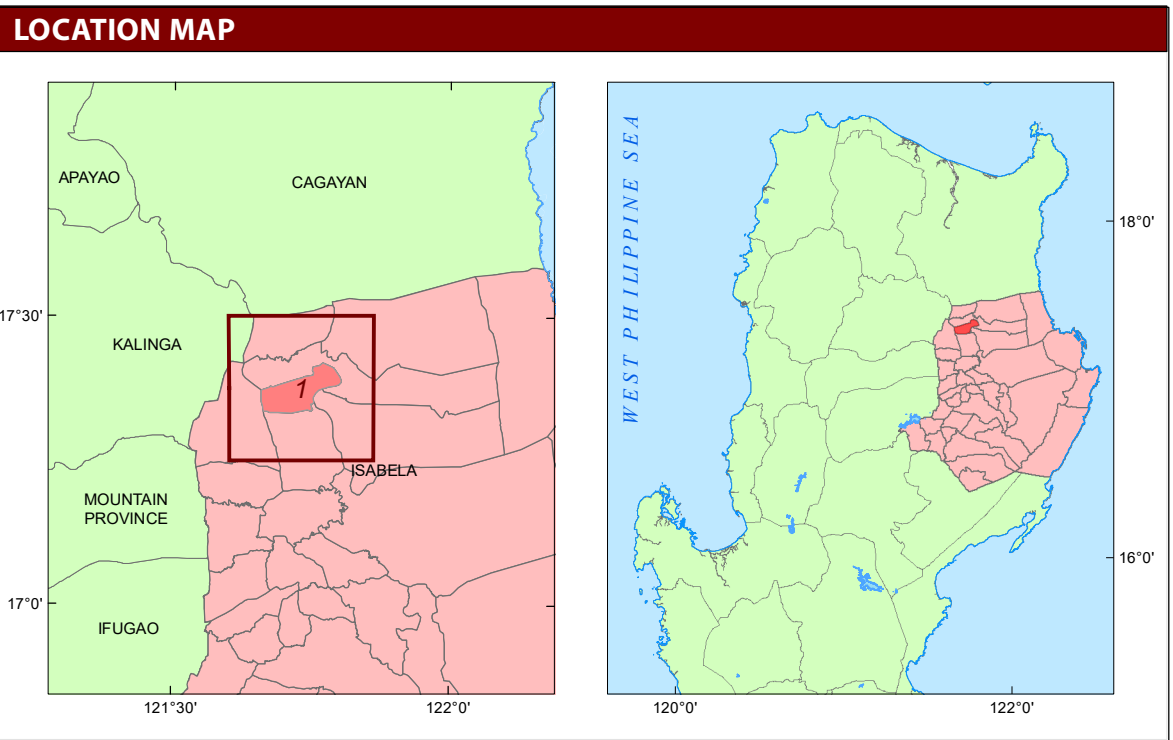 LOCATION MAP
APAYAO
CAGAYAN
17°30'
KALINGA
1
ISABELA
MOUNTAIN
PROVINCE
17°0'
IFUGAO
121°30'
122°0'
WEST PHILIPPINE SEA
18°0'
16°0'
120°0'
122°0'